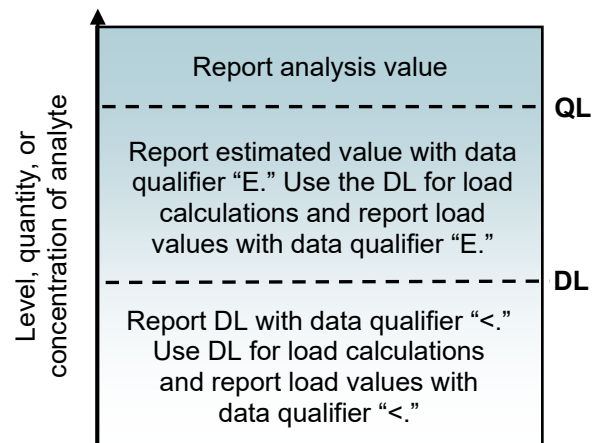 Level, quantity, or
concentration of analyte
Report analysis value
QL
Report estimated value with data
qualifier “E.” Use the DL for load
calculations and report load
values with data qualifier “E.”
DL
Report DL with data qualifier “<.”
Use DL for load calculations
and report load values with
data qualifier “<.”